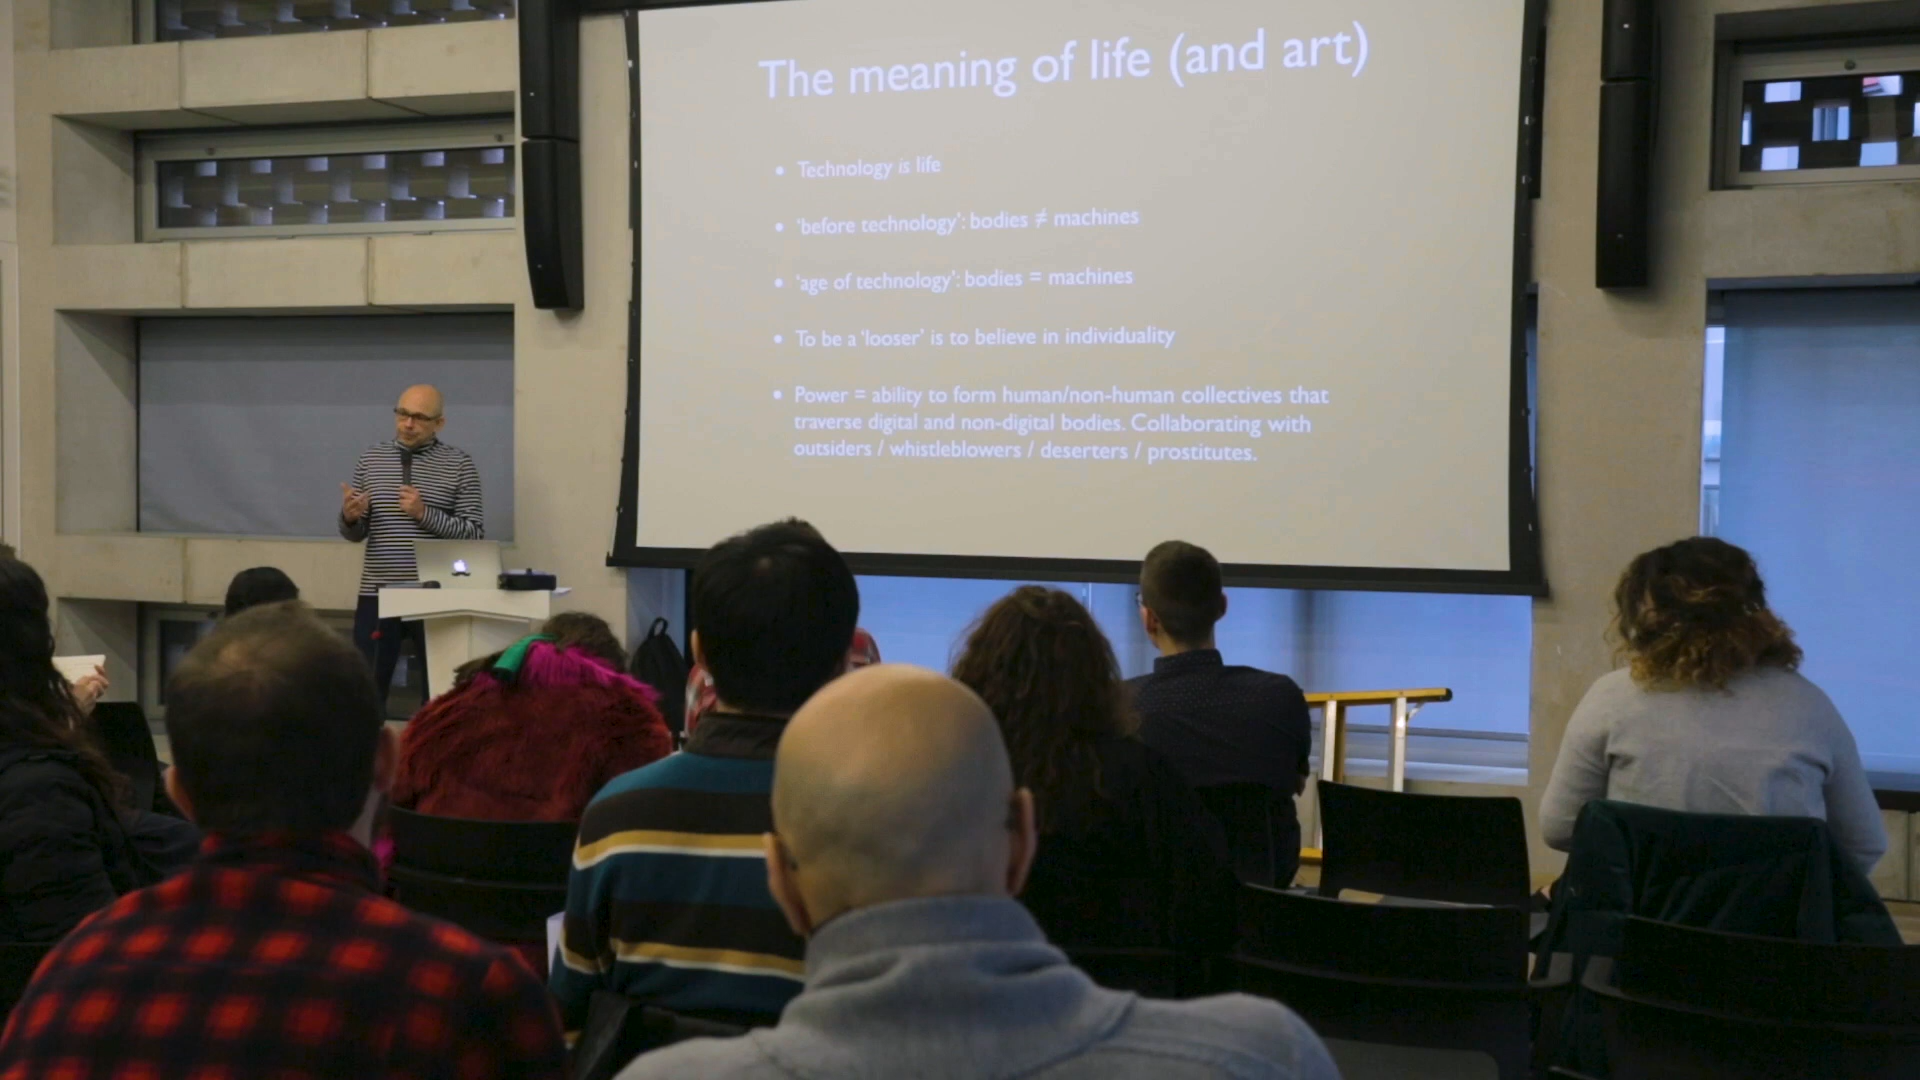 The meaning of life (and art)
• Technology is life
• 'before technology': bodies ≠ machines
• 'age of technology': bodies = machines
• To be a 'looser' is to believe in individuality
• Power = ability to form human/non-human collectives that
traverse digital and non-digital bodies. Collaborating with
outsiders / whistleblowers / deserters / prostitutes.